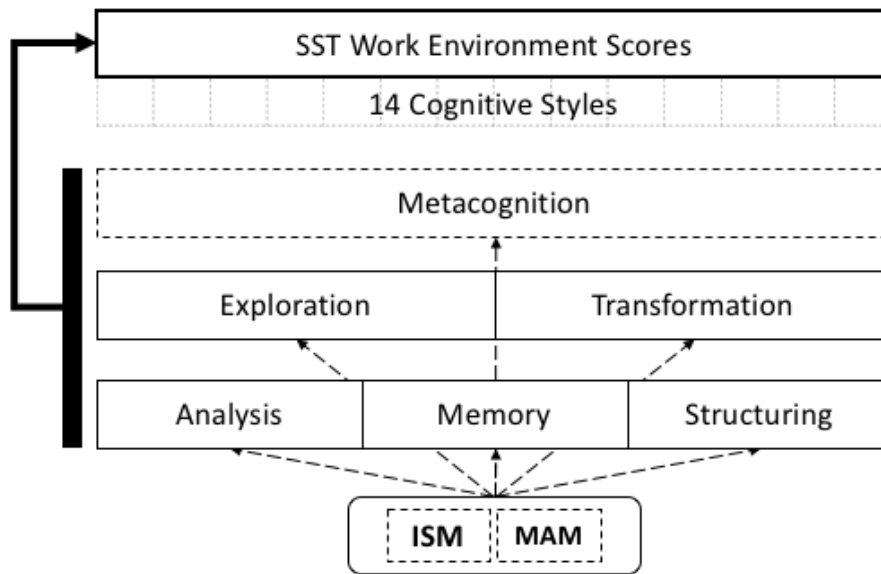 SST Work Environment Scores
14 Cognitive Styles
Metacognition
Exploration Transformation
Analysis Memory Structuring
ISM MAM